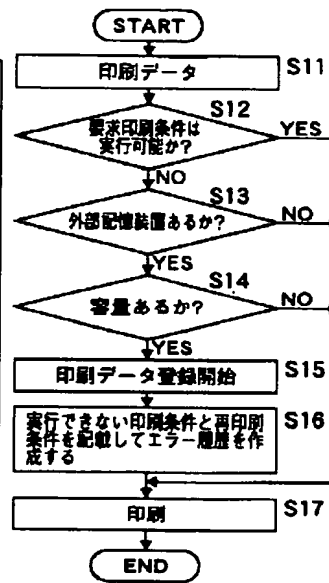 START
印刷データ
S11
S12
要求印刷条件は
実行可能か?
YES
NO
S13
外部記憶装置あるか?
NO
YES
S14
容量あるか?
NO
YES
印刷データ登録開始
S15
実行できない印刷条件と再印刷
条件を記載してエラー履歴を作
成する
S16
印刷
S17
END